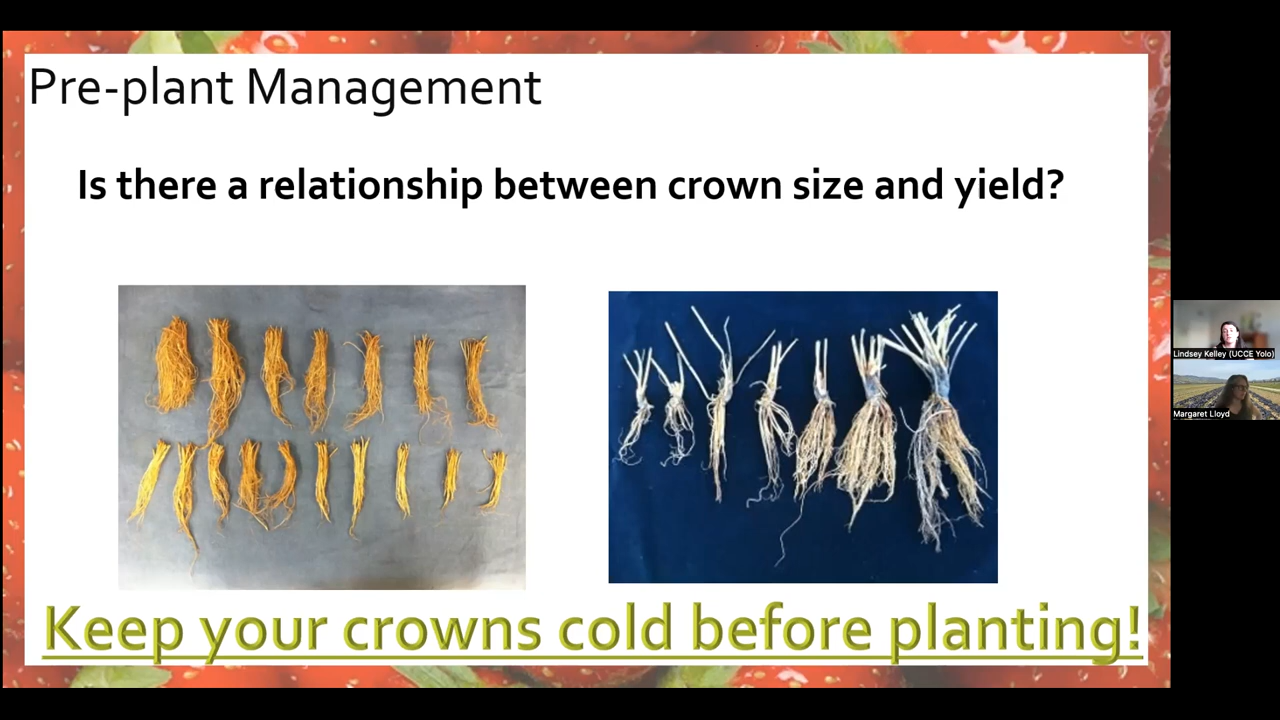 Pre-plant Management
Is there a relationship between crown size and yield?
Keep your crowns cold before planting!
Lindsey Kelley (UCCE Yolo)
Margaret Lloyd